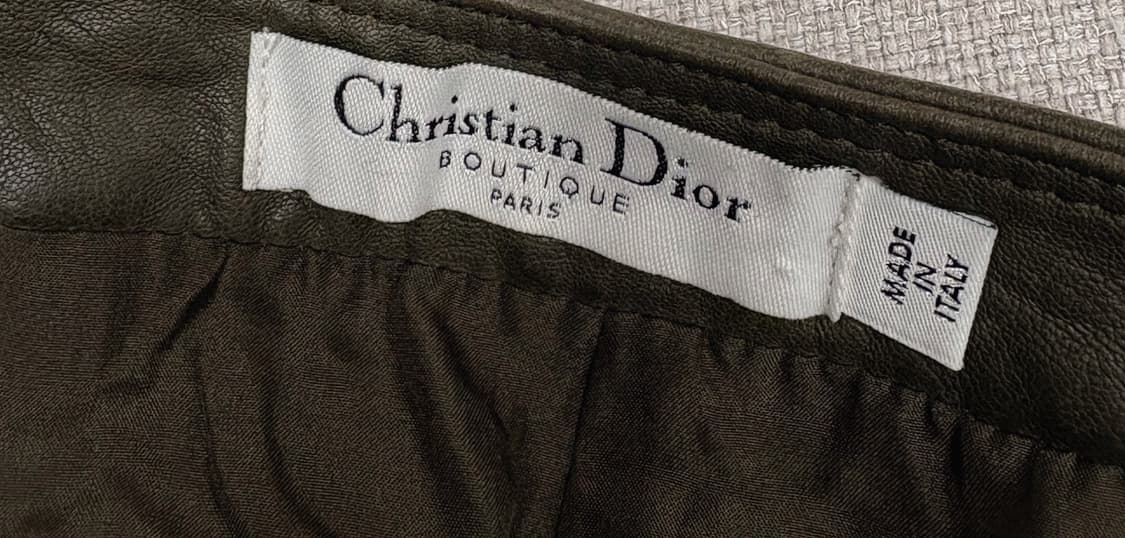 Christian Dior
BOUTIQUE
PARIS
MADE
IN
ITALY